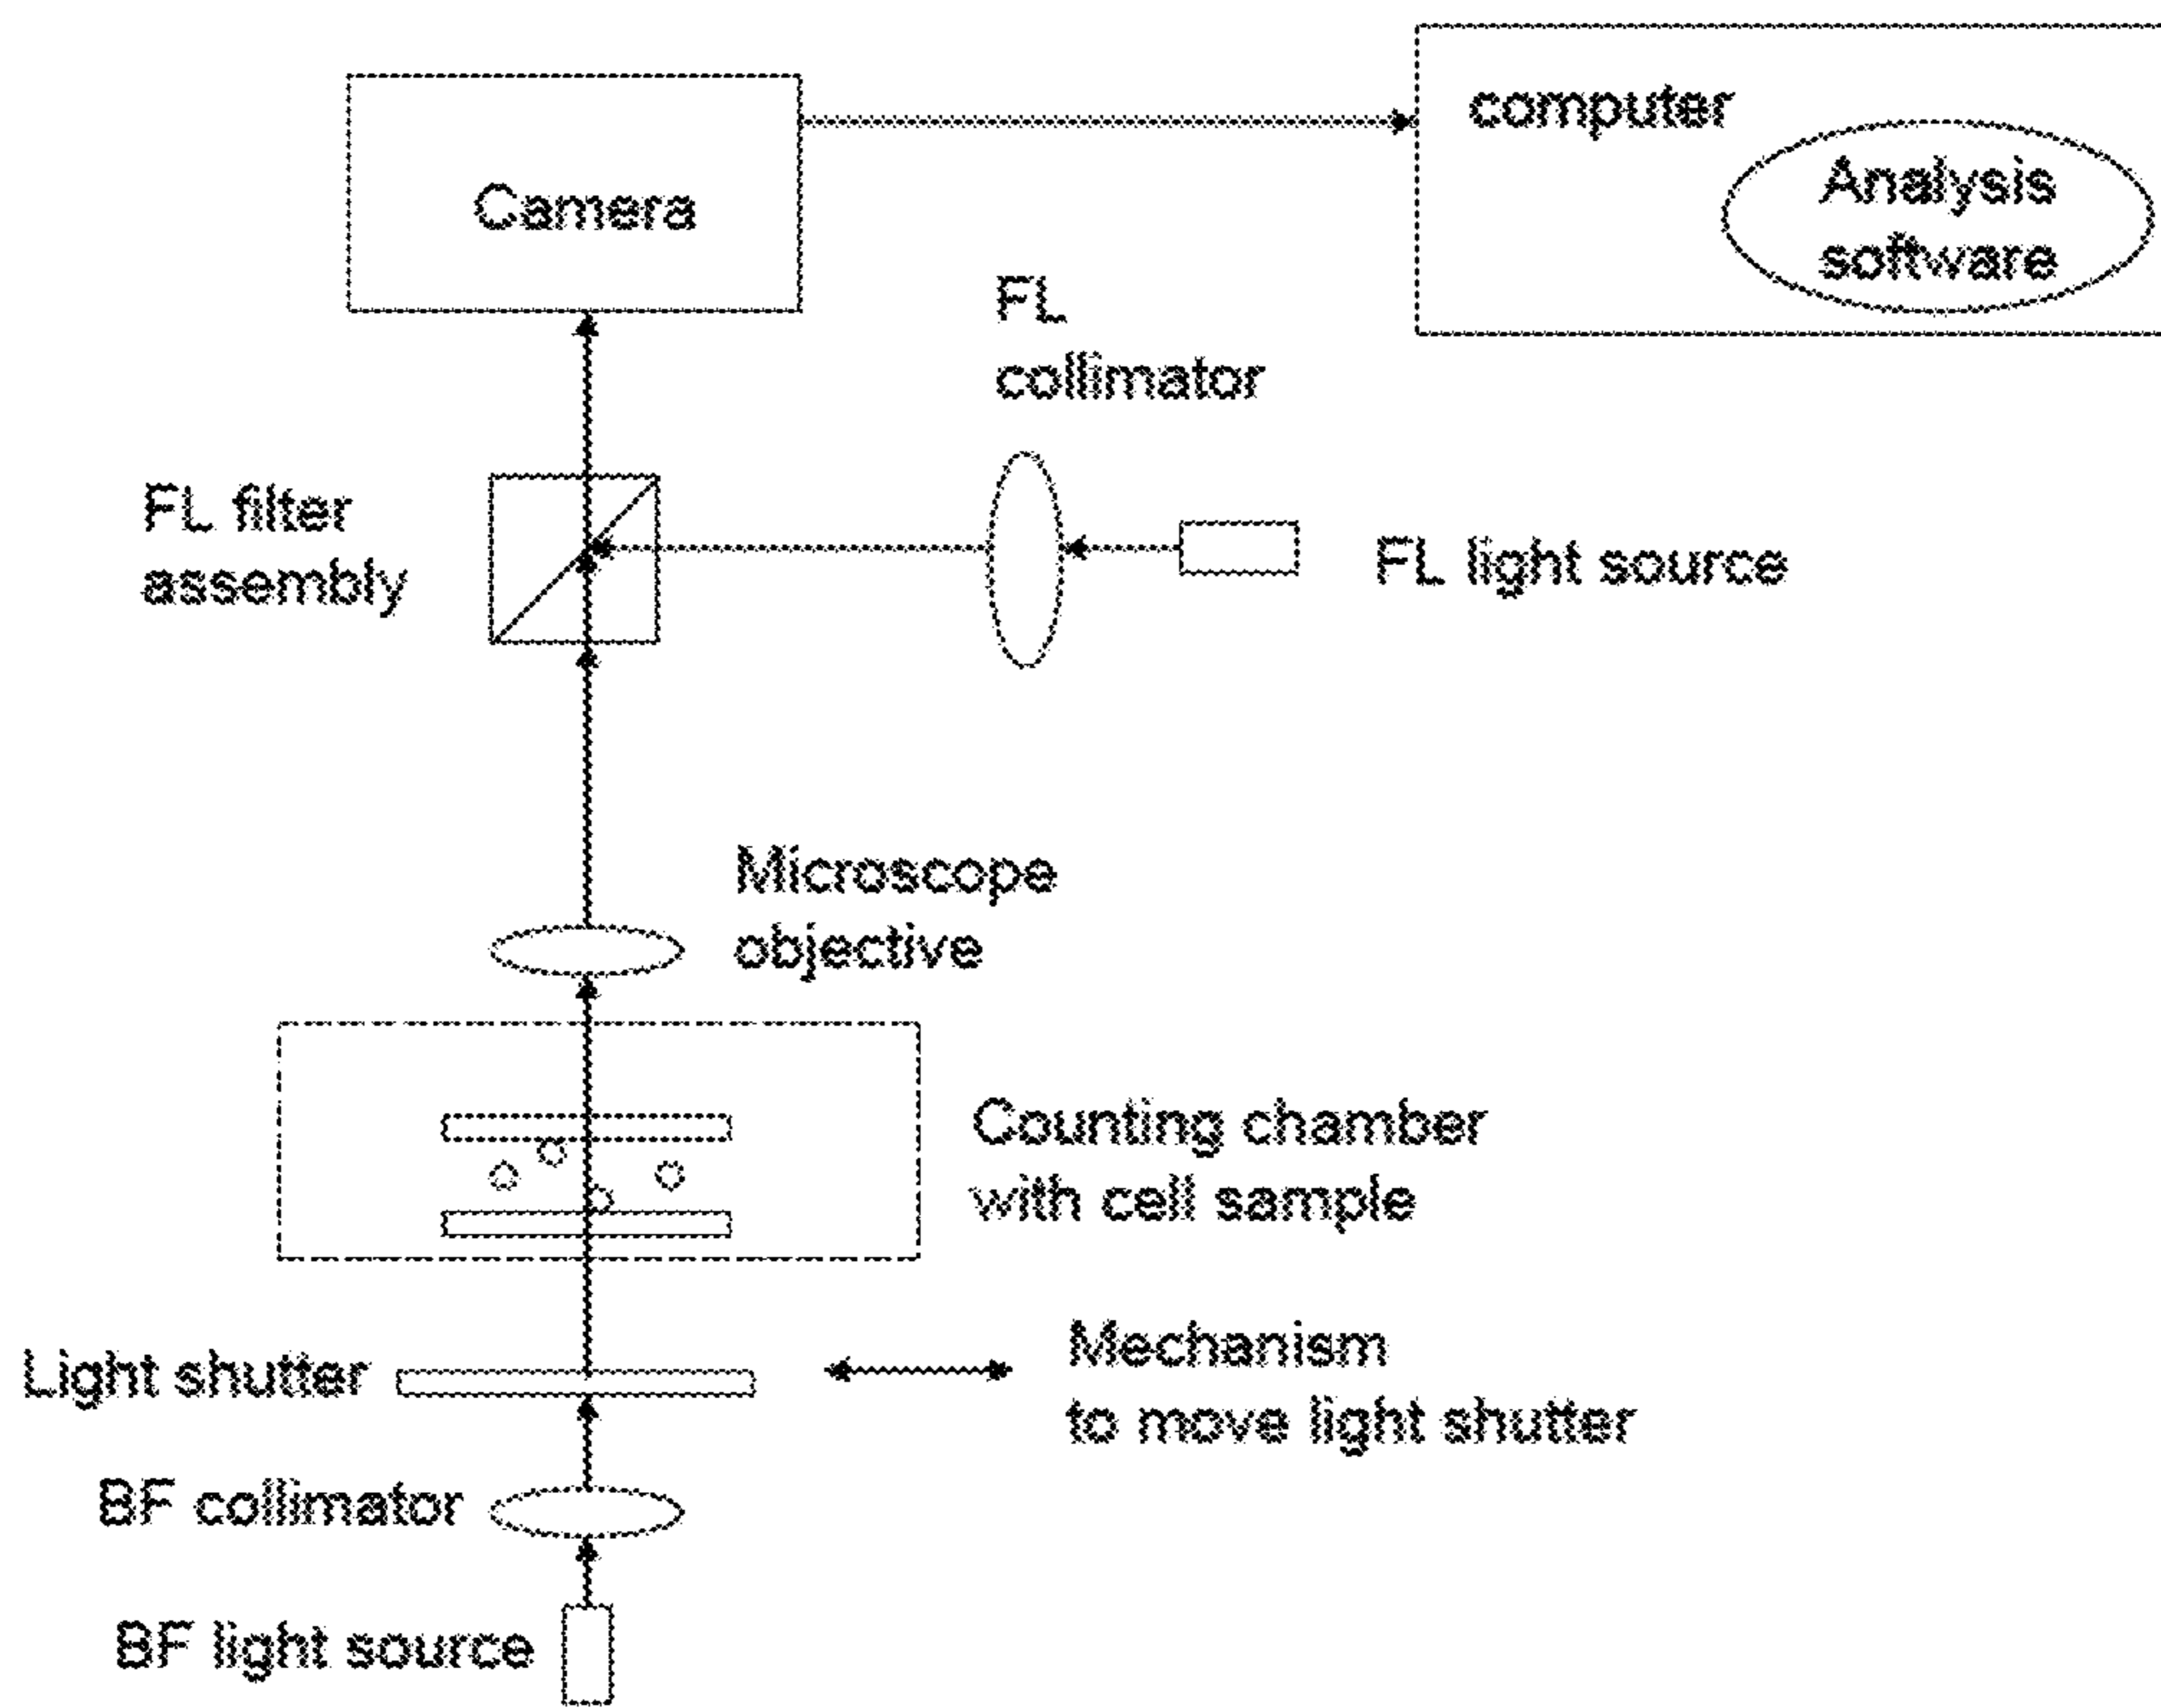 computer
Analysis
software
Camera
FL
collimator
FL filter
assembly
FL light source
Microscope
objective
Counting chamber
with cell sample
Light shutter
Mechanism
to move light shutter
BF collimator
BF light source